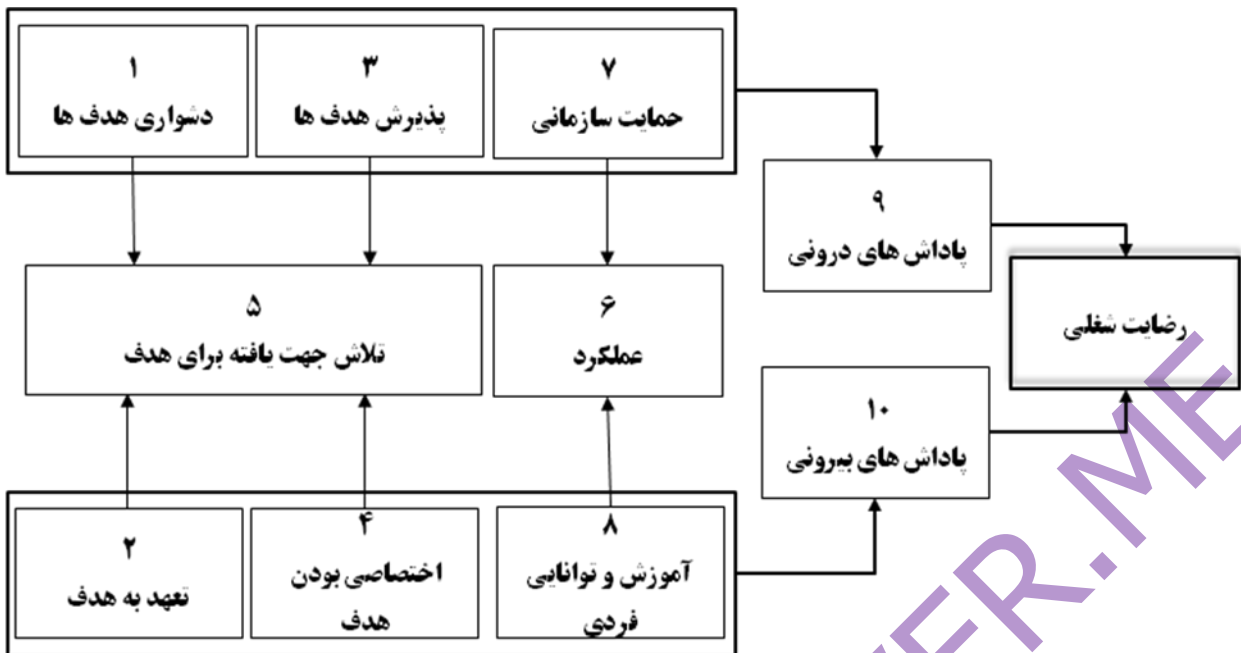 ۱
دشواری هدف ها
۳
پذیرش هدف ها
۷
حمایت سازمانی
۹
پاداش های درونی
رضایت شغلی
۵
تلاش جهت یافته برای هدف
۶
عملکرد
۱۰
پاداش های بیرونی
۲
تعهد به هدف
۴
اختصاصی بودن
هدف
۸
آموزش و توانایی
فردی